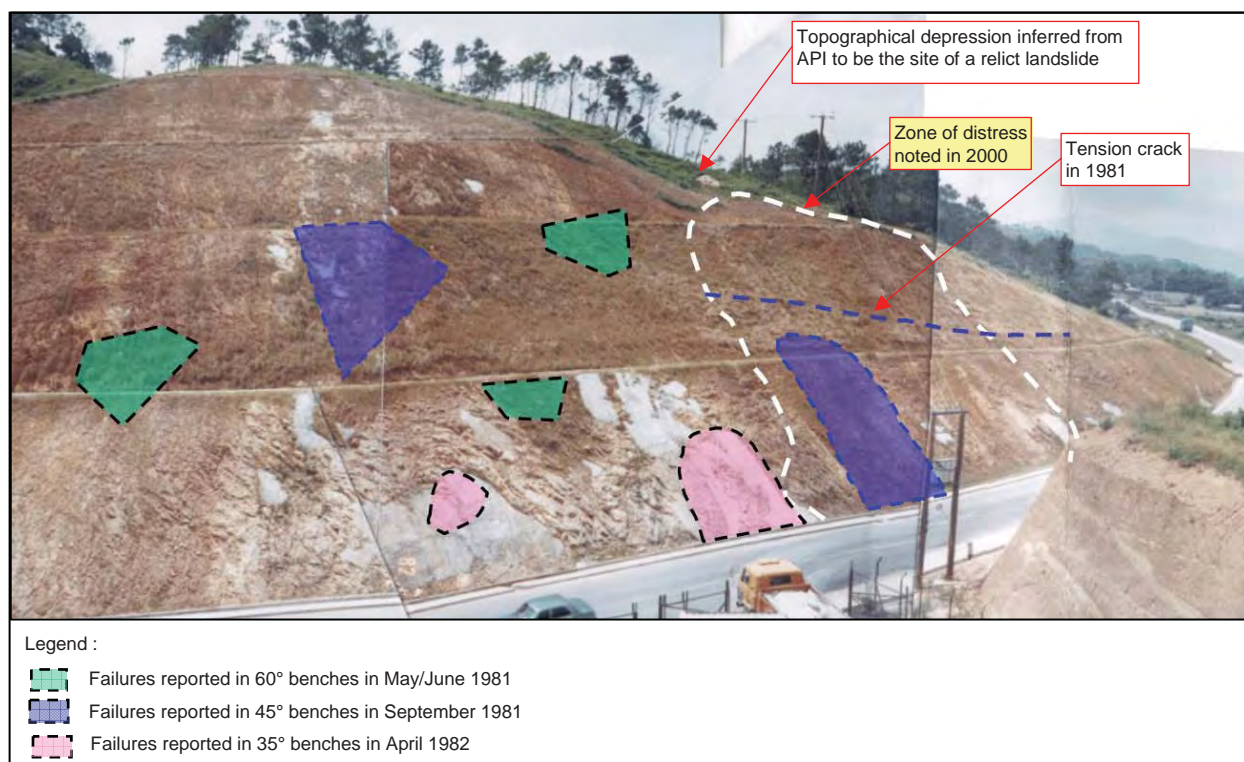 Topographical depression inferred from
API to be the site of a relict landslide
Zone of distress
noted in 2000
Tension crack
in 1981
Legend :
Failures reported in 60° benches in May/June 1981
Failures reported in 45° benches in September 1981
Failures reported in 35° benches in April 1982